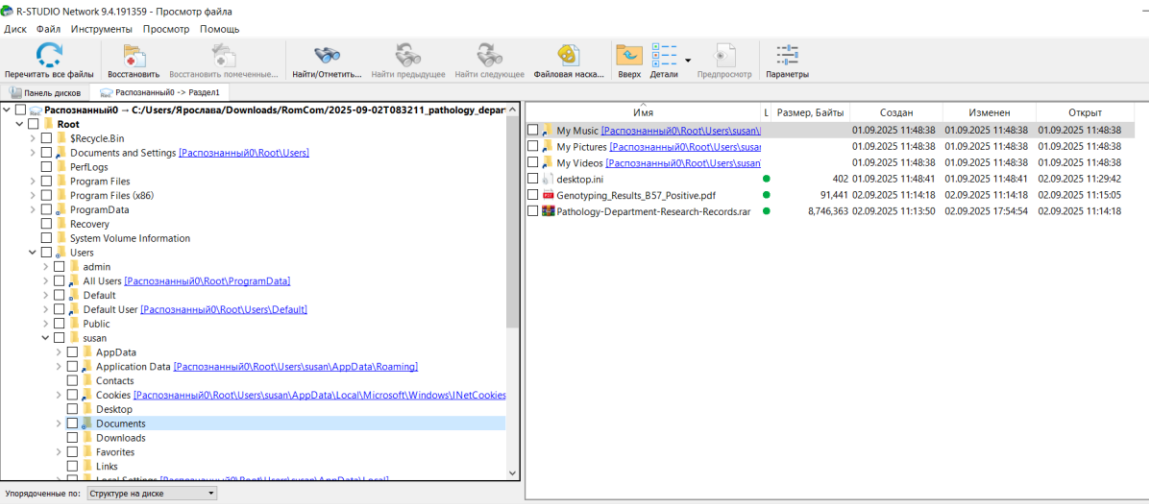 R-STUDIO Network 9.4.191359 - Просмотр файла
Диск Файл Инструменты Просмотр Помощь
Перечитать все файлы Восстановить Восстановить помеченные... Найти/Отметить... Найти предыдущее Найти следующее Файловая маска... Вверх Детали Предпросмотр Параметры
Панель дисков Распознанный0 -> Раздел1
Распознанный0 -- C:/Users/Ярослава/Downloads/RomCom/2025-09-02T083211_pathology_depar
Root
$Recycle.Bin
Documents and Settings [Распознанный0\Root\Users]
PerfLogs
Program Files
Program Files (x86)
ProgramData
Recovery
System Volume Information
Users
admin
All Users [Распознанный0\Root\ProgramData]
Default
Default User [Распознанный0\Root\Users\Default]
Public
susan
AppData
Application Data [Распознанный0\Root\Users\susan\AppData\Roaming]
Contacts
Cookies [Распознанный0\Root\Users\susan\AppData\Local\Microsoft\Windows\INetCookies
Desktop
Documents
Downloads
Favorites
Links
Local Settings [Распознанный0\Root\Users\susan\AppData\Local]
Упорядоченные по: Структуре на диске
Имя L Размер, Байты Создан Изменен Открыт
My Music [Распознанный0\Root\Users\susan\ 01.09.2025 11:48:38 01.09.2025 11:48:38 01.09.2025 11:48:38
My Pictures [Распознанный0\Root\Users\susan 01.09.2025 11:48:38 01.09.2025 11:48:38 01.09.2025 11:48:38
My Videos [Распознанный0\Root\Users\susan\ 01.09.2025 11:48:38 01.09.2025 11:48:38 01.09.2025 11:48:38
desktop.ini 402 01.09.2025 11:48:41 01.09.2025 11:48:41 02.09.2025 11:29:42
Genotyping_Results_B57_Positive.pdf 91,441 02.09.2025 11:14:18 02.09.2025 11:14:18 02.09.2025 11:15:05
Pathology-Department-Research-Records.rar 8,746,363 02.09.2025 11:13:50 02.09.2025 17:54:54 02.09.2025 11:14:18